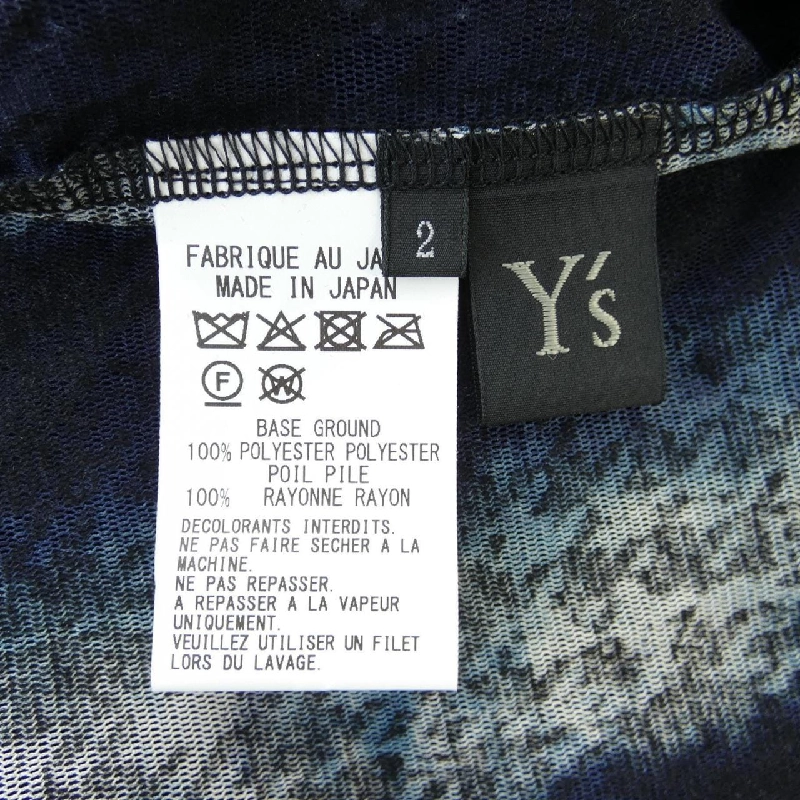 2
Y's
FABRIQUE AU JA
MADE IN JAPAN
F
W
BASE GROUND
100% POLYESTER POLYESTER
POIL PILE
100% RAYONNE RAYON
DECOLORANTS INTERDITS.
NE PAS FAIRE SECHER A LA
MACHINE.
NE PAS REPASSER.
A REPASSER A LA VAPEUR
UNIQUEMENT.
VEUILLEZ UTILISER UN FILET
LORS DU LAVAGE.